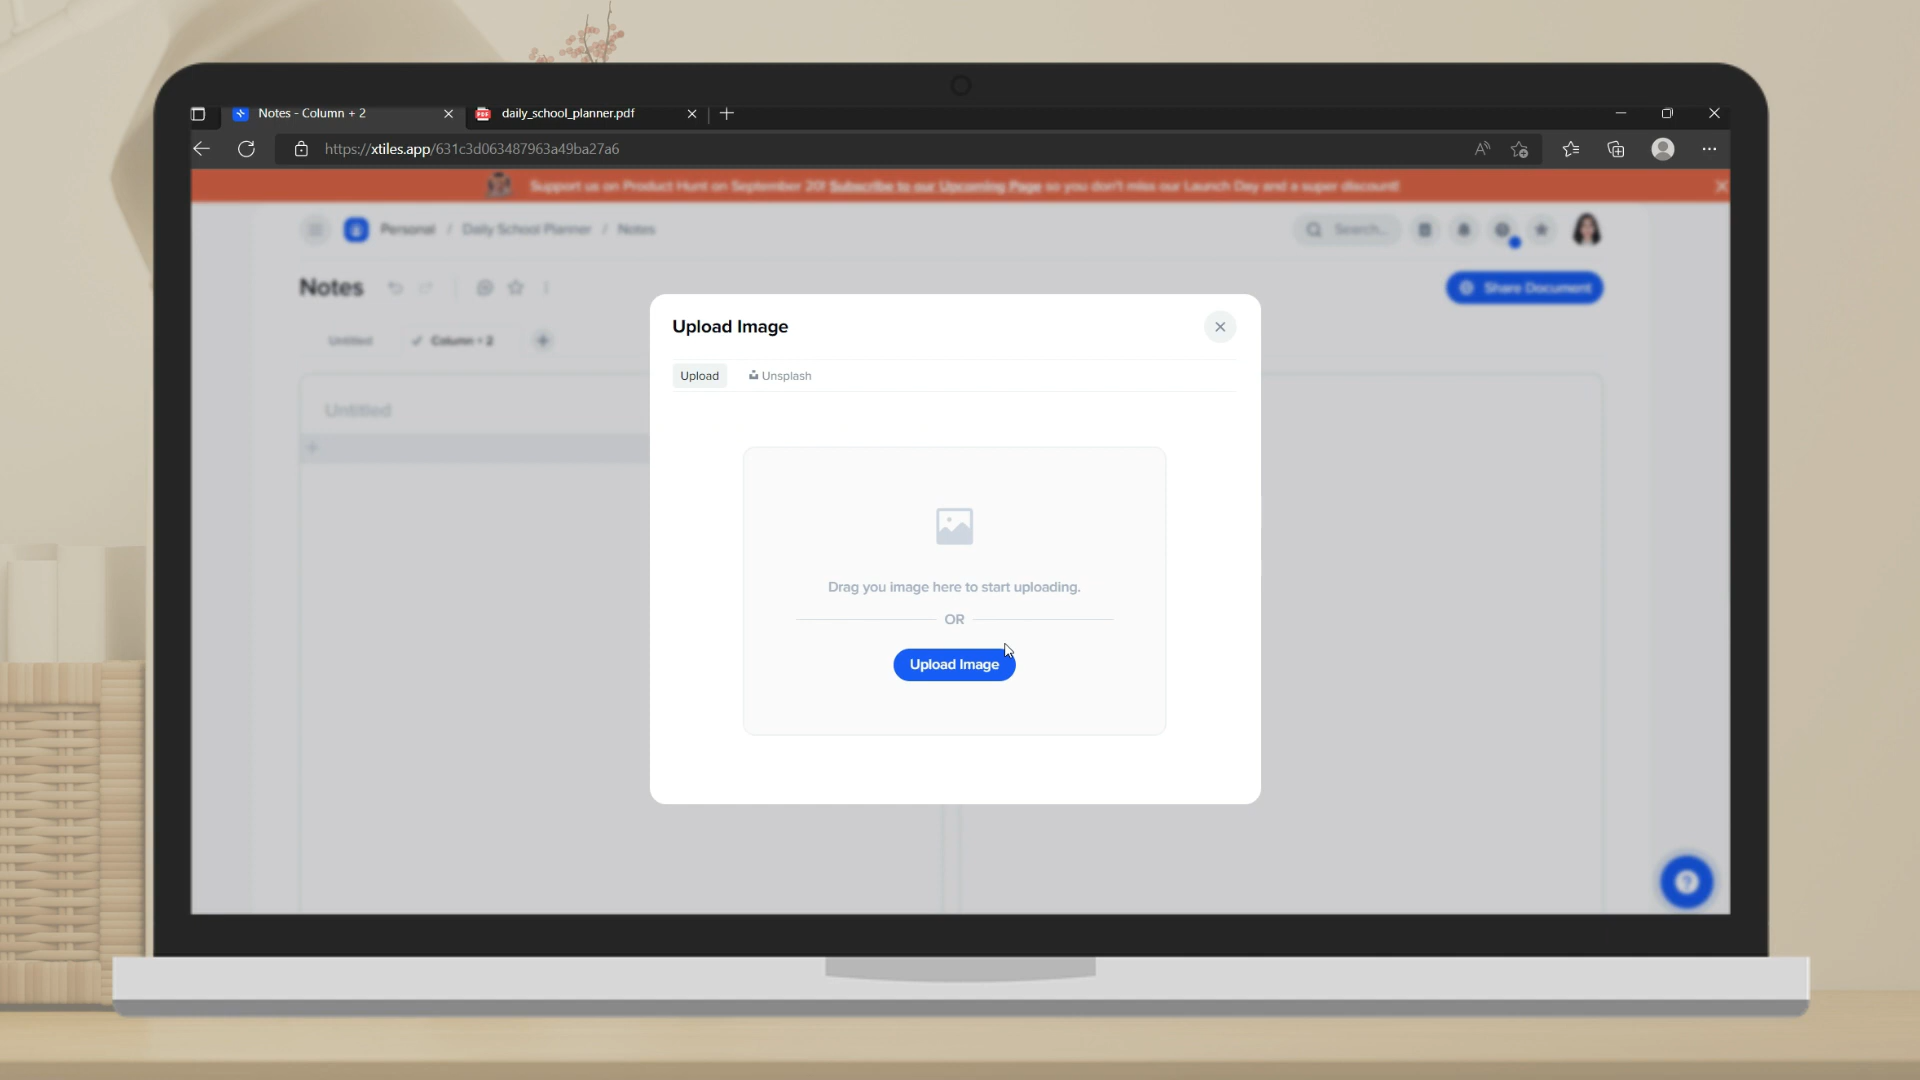 Notes - Column + 2
daily_school_planner.pdf
https://xtiles.app/631c3d063487963a49ba27a6
Support us on Product Hunt on September 20! Subscribe to our Upcoming Page so you don't miss our Launch Day and a super discount!
Personal / Daily School Planner / Notes
Search...
Notes
Share Document
Untitled
Column + 2
Untitled
Upload Image
Upload
Unsplash
Drag you image here to start uploading.
OR
Upload Image